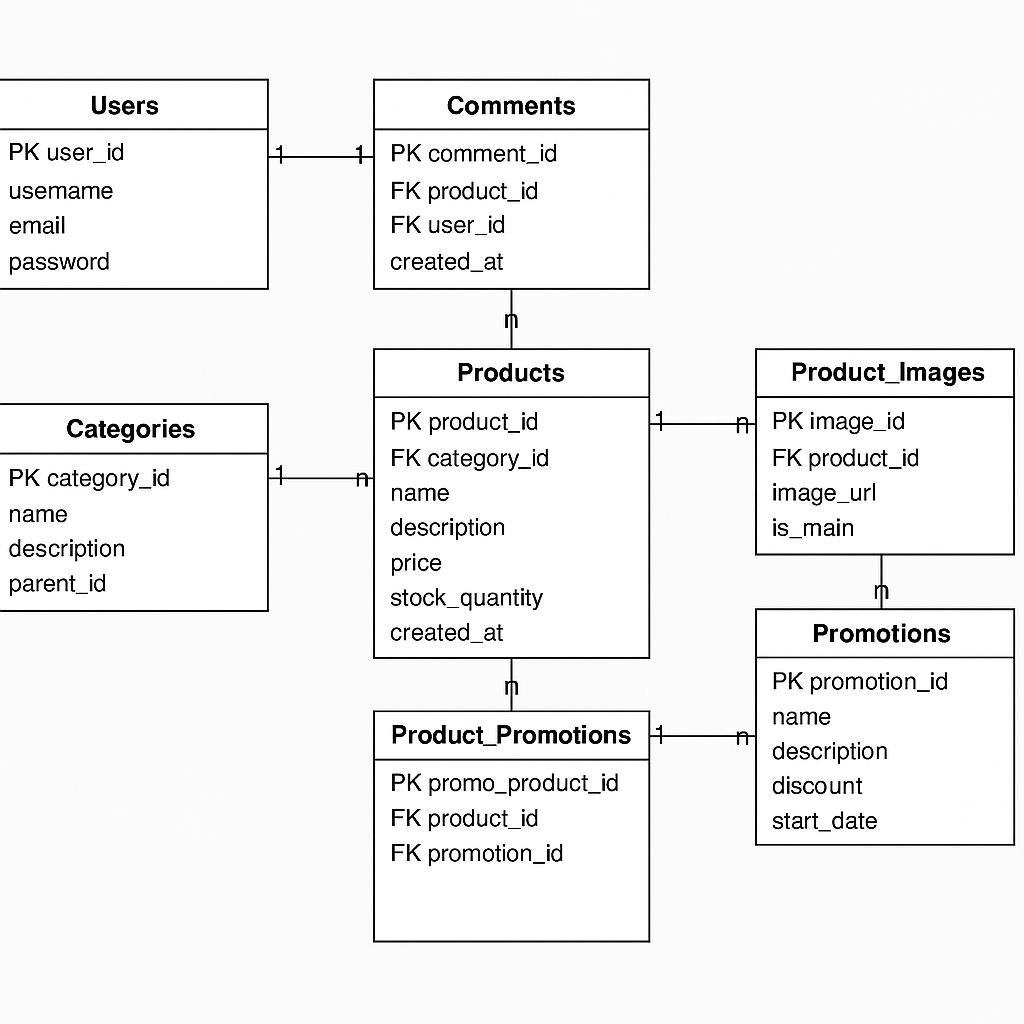 Users
PK user_id
username
email
password
1
1
Comments
PK comment_id
FK product_id
FK user_id
created_at
n
Categories
PK category_id
name
description
parent_id
1
n
Products
PK product_id
FK category_id
name
description
price
stock_quantity
created_at
1
n
Product_Images
PK image_id
FK product_id
image_url
is_main
n
n
Product_Promotions
PK promo_product_id
FK product_id
FK promotion_id
1
n
Promotions
PK promotion_id
name
description
discount
start_date